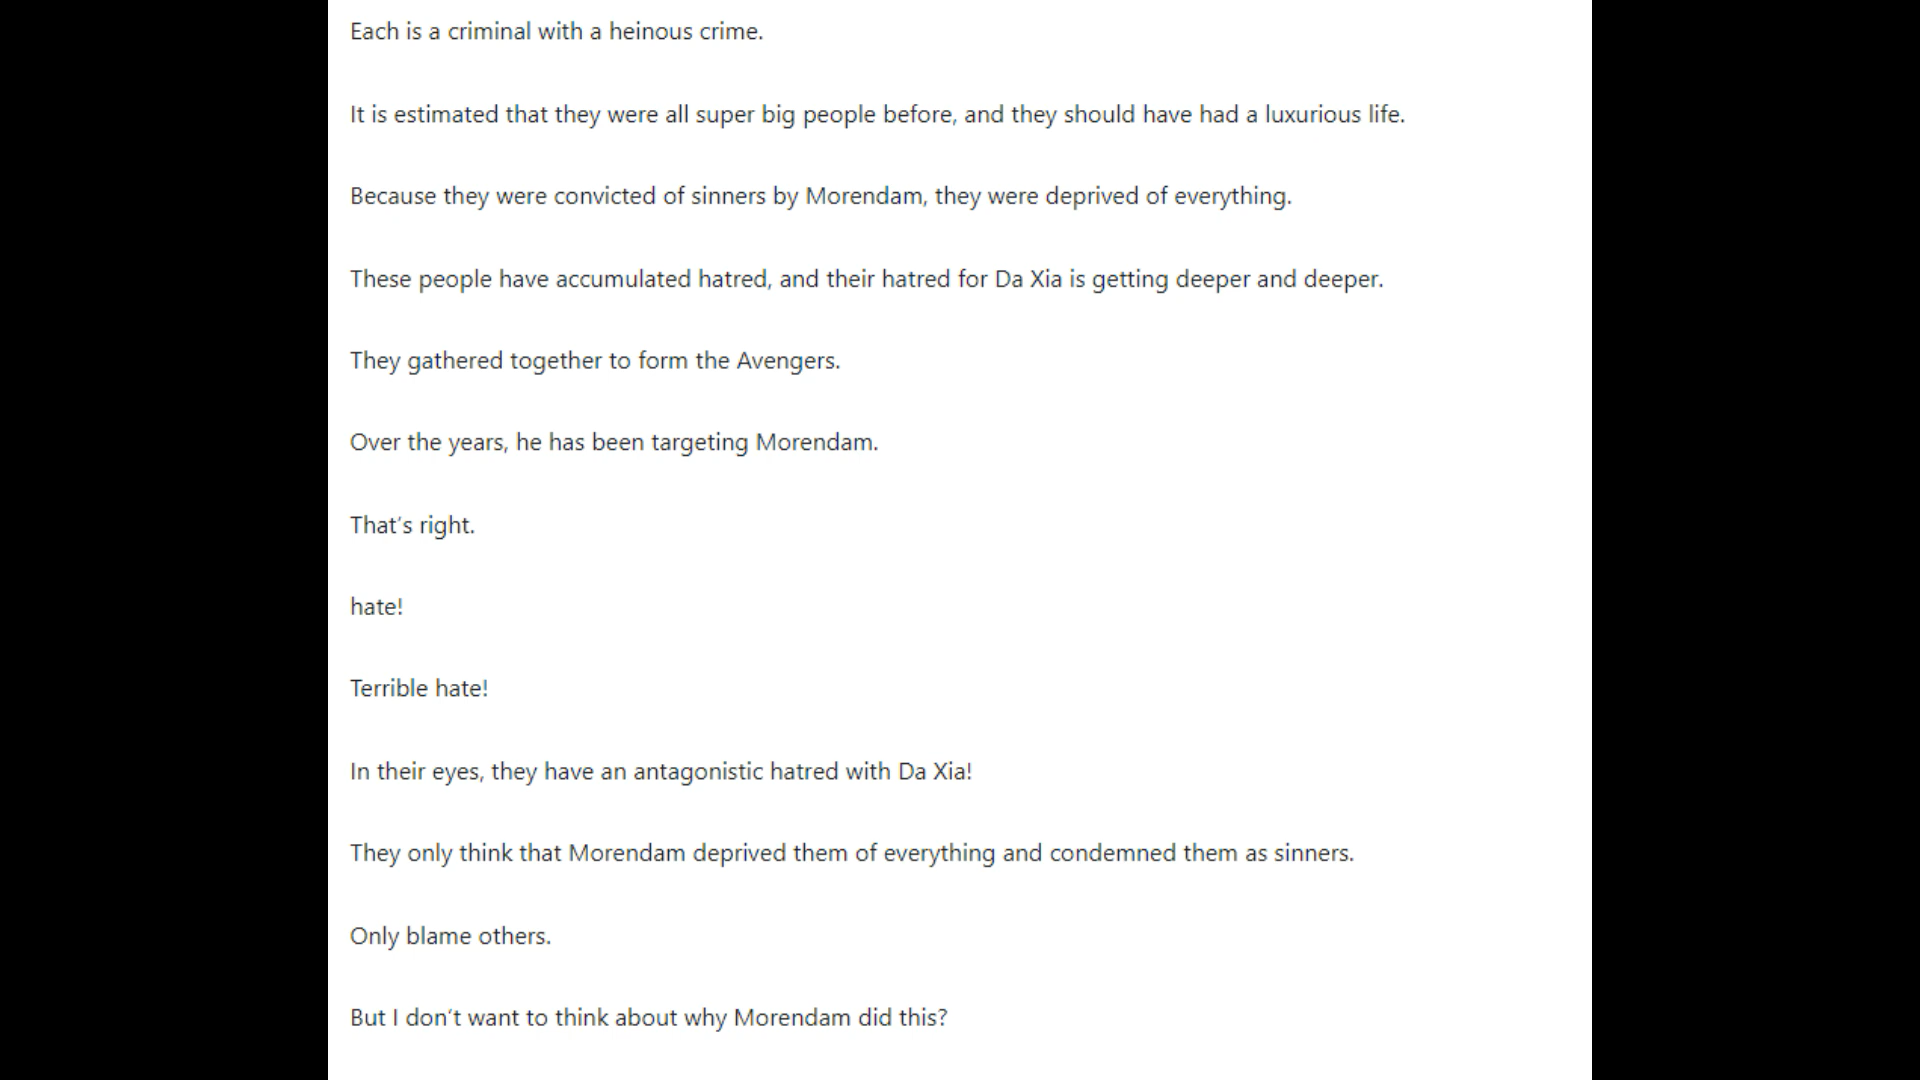 Each is a criminal with a heinous crime.
It is estimated that they were all super big people before, and they should have had a luxurious life.
Because they were convicted of sinners by Morendam, they were deprived of everything.
These people have accumulated hatred, and their hatred for Da Xia is getting deeper and deeper.
They gathered together to form the Avengers.
Over the years, he has been targeting Morendam.
That’s right.
hate!
Terrible hate!
In their eyes, they have an antagonistic hatred with Da Xia!
They only think that Morendam deprived them of everything and condemned them as sinners.
Only blame others.
But I don’t want to think about why Morendam did this?